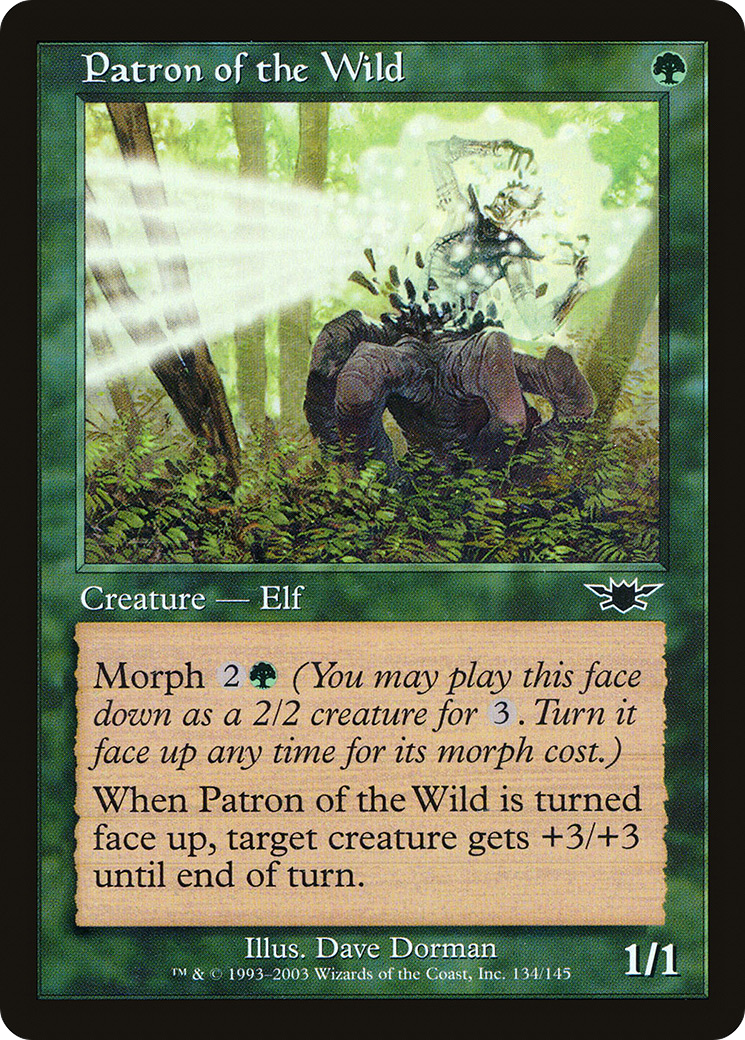 Patron of the Wild
Creature — Elf
Morph 2 (You may play this face
down as a 2/2 creature for 3. Turn it
face up any time for its morph cost.)
When Patron of the Wild is turned
face up, target creature gets +3/+3
until end of turn.
Illus. Dave Dorman
™ & © 1993–2003 Wizards of the Coast, Inc. 134/145
1/1